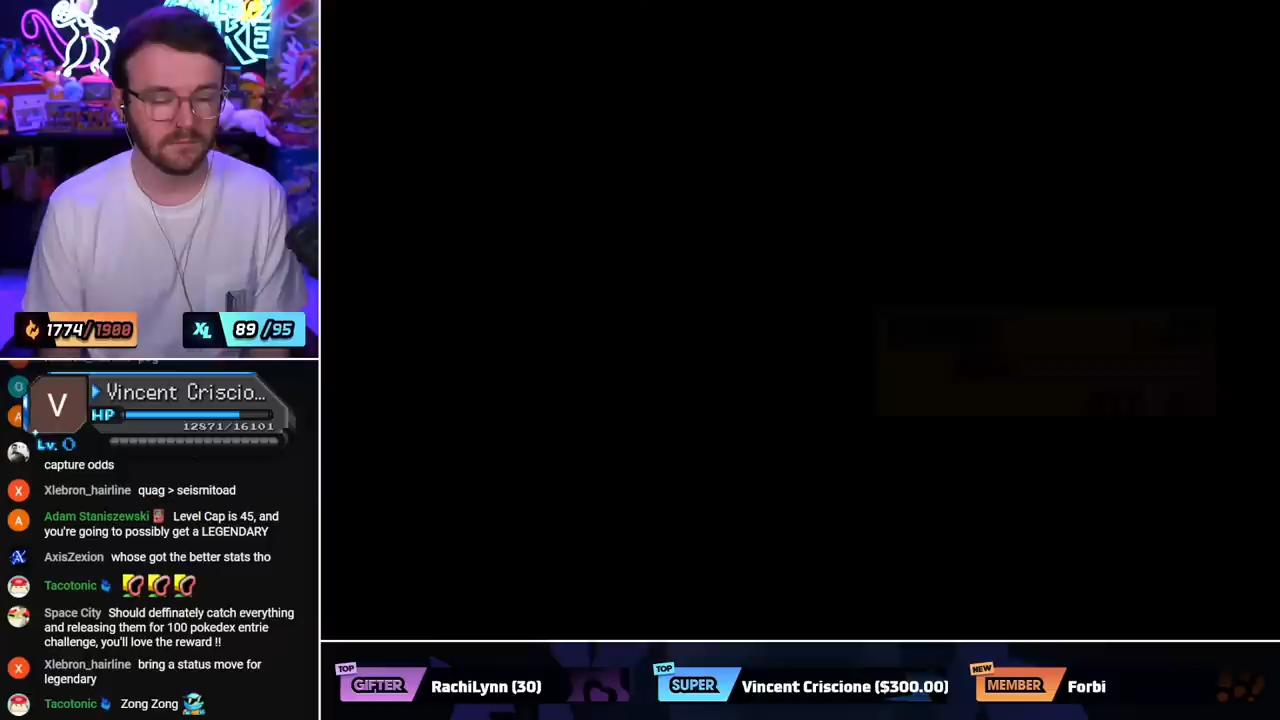 1774/1900
XL 89/95
V
Vincent Criscio...
HP
12871/16101
Lv. 0
O
A
capture odds
X Xlebron_hairline quag > seismitoad
A Adam Staniszewski Level Cap is 45, and
you're going to possibly get a LEGENDARY
AxisZexion whose got the better stats tho
Tacotonic
Space City Should deffinately catch everything
and releasing them for 100 pokedex entrie
challenge, you'll love the reward !!
X Xlebron_hairline bring a status move for
legendary
Tacotonic Zong Zong
TOP
GIFTER RachiLynn (30)
TOP
SUPER Vincent Criscione ($300.00)
NEW
MEMBER Forbi